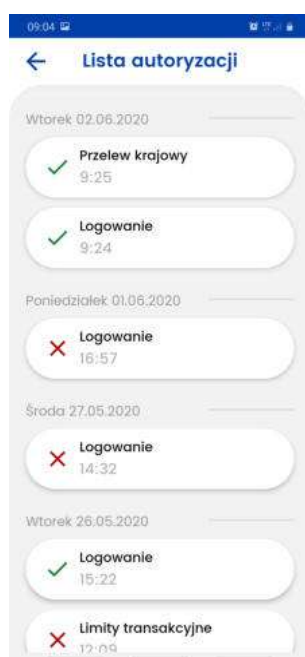 09:04
Lista autoryzacji
Wtorek 02.06.2020
Przelew krajowy
9:25
Logowanie
9:24
Poniedziałek 01.06.2020
Logowanie
16:57
Środa 27.05.2020
Logowanie
14:32
Wtorek 26.05.2020
Logowanie
15:22
Limity transakcyjne
12:09